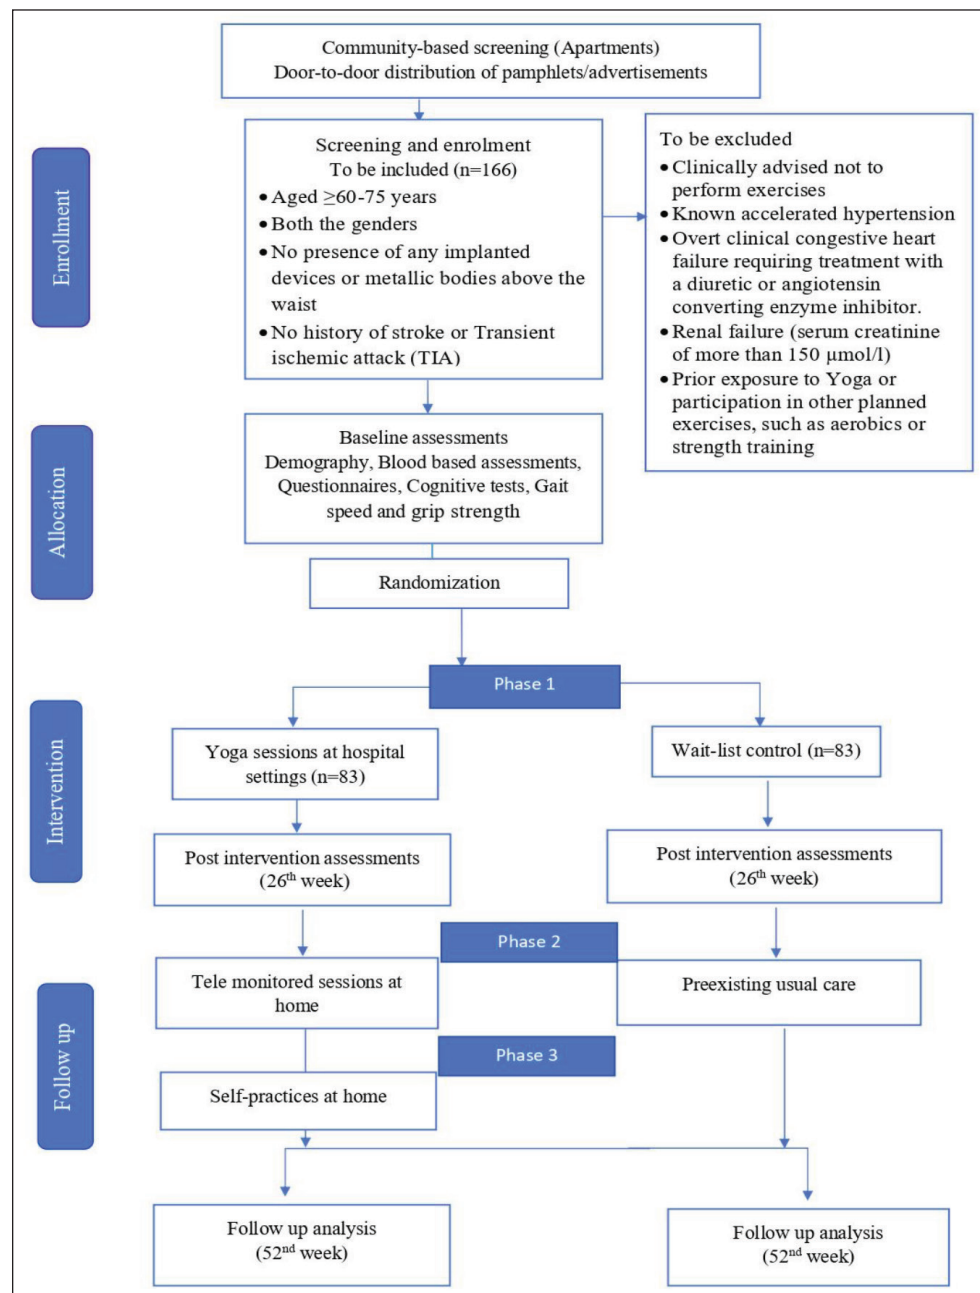 Community-based screening (Apartments)
Door-to-door distribution of pamphlets/advertisements
Enrollment
Screening and enrolment
To be included (n=166)
• Aged ≥60-75 years
• Both the genders
• No presence of any implanted
devices or metallic bodies above the
waist
• No history of stroke or Transient
ischemic attack (TIA)
To be excluded
• Clinically advised not to
perform exercises
• Known accelerated hypertension
• Overt clinical congestive heart
failure requiring treatment with
a diuretic or angiotensin
converting enzyme inhibitor.
• Renal failure (serum creatinine
of more than 150 µmol/l)
• Prior exposure to Yoga or
participation in other planned
exercises, such as aerobics or
strength training
Allocation
Baseline assessments
Demography, Blood based assessments,
Questionnaires, Cognitive tests, Gait
speed and grip strength
Randomization
Phase 1
Intervention
Yoga sessions at hospital
settings (n=83)
Wait-list control (n=83)
Post intervention assessments
(26th week)
Post intervention assessments
(26th week)
Phase 2
Follow up
Tele monitored sessions at
home
Preexisting usual care
Phase 3
Self-practices at home
Follow up analysis
(52nd week)
Follow up analysis
(52nd week)